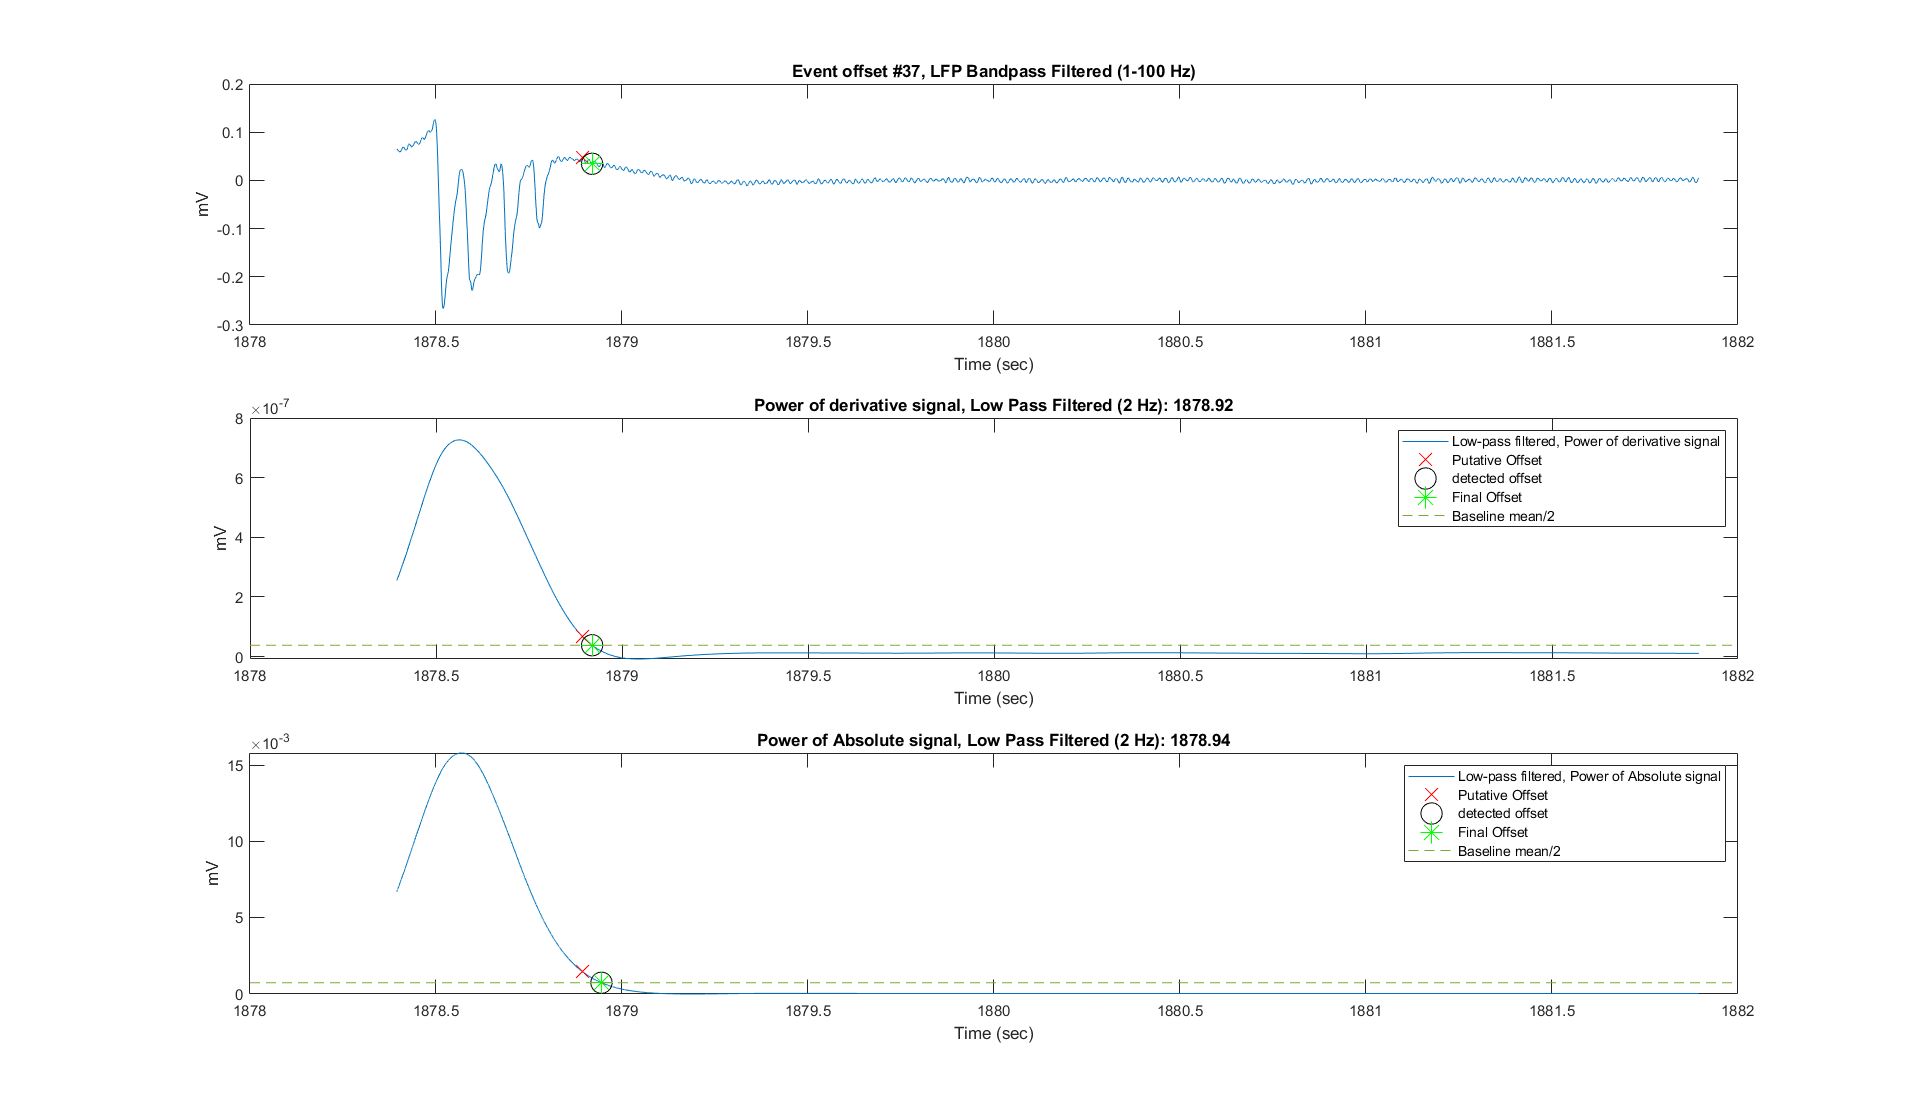 Event offset #37, LFP Bandpass Filtered (1-100 Hz)
0.2
0.1
0
-0.1
-0.2
-0.3
mV
1878 1878.5 1879 1879.5 1880 1880.5 1881 1881.5 1882
Time (sec)
Power of derivative signal, Low Pass Filtered (2 Hz): 1878.92
×10-7
8
6
4
2
0
mV
Low-pass filtered, Power of derivative signal
Putative Offset
detected offset
Final Offset
Baseline mean/2
1878 1878.5 1879 1879.5 1880 1880.5 1881 1881.5 1882
Time (sec)
Power of Absolute signal, Low Pass Filtered (2 Hz): 1878.94
×10-3
15
10
5
0
mV
Low-pass filtered, Power of Absolute signal
Putative Offset
detected offset
Final Offset
Baseline mean/2
1878 1878.5 1879 1879.5 1880 1880.5 1881 1881.5 1882
Time (sec)